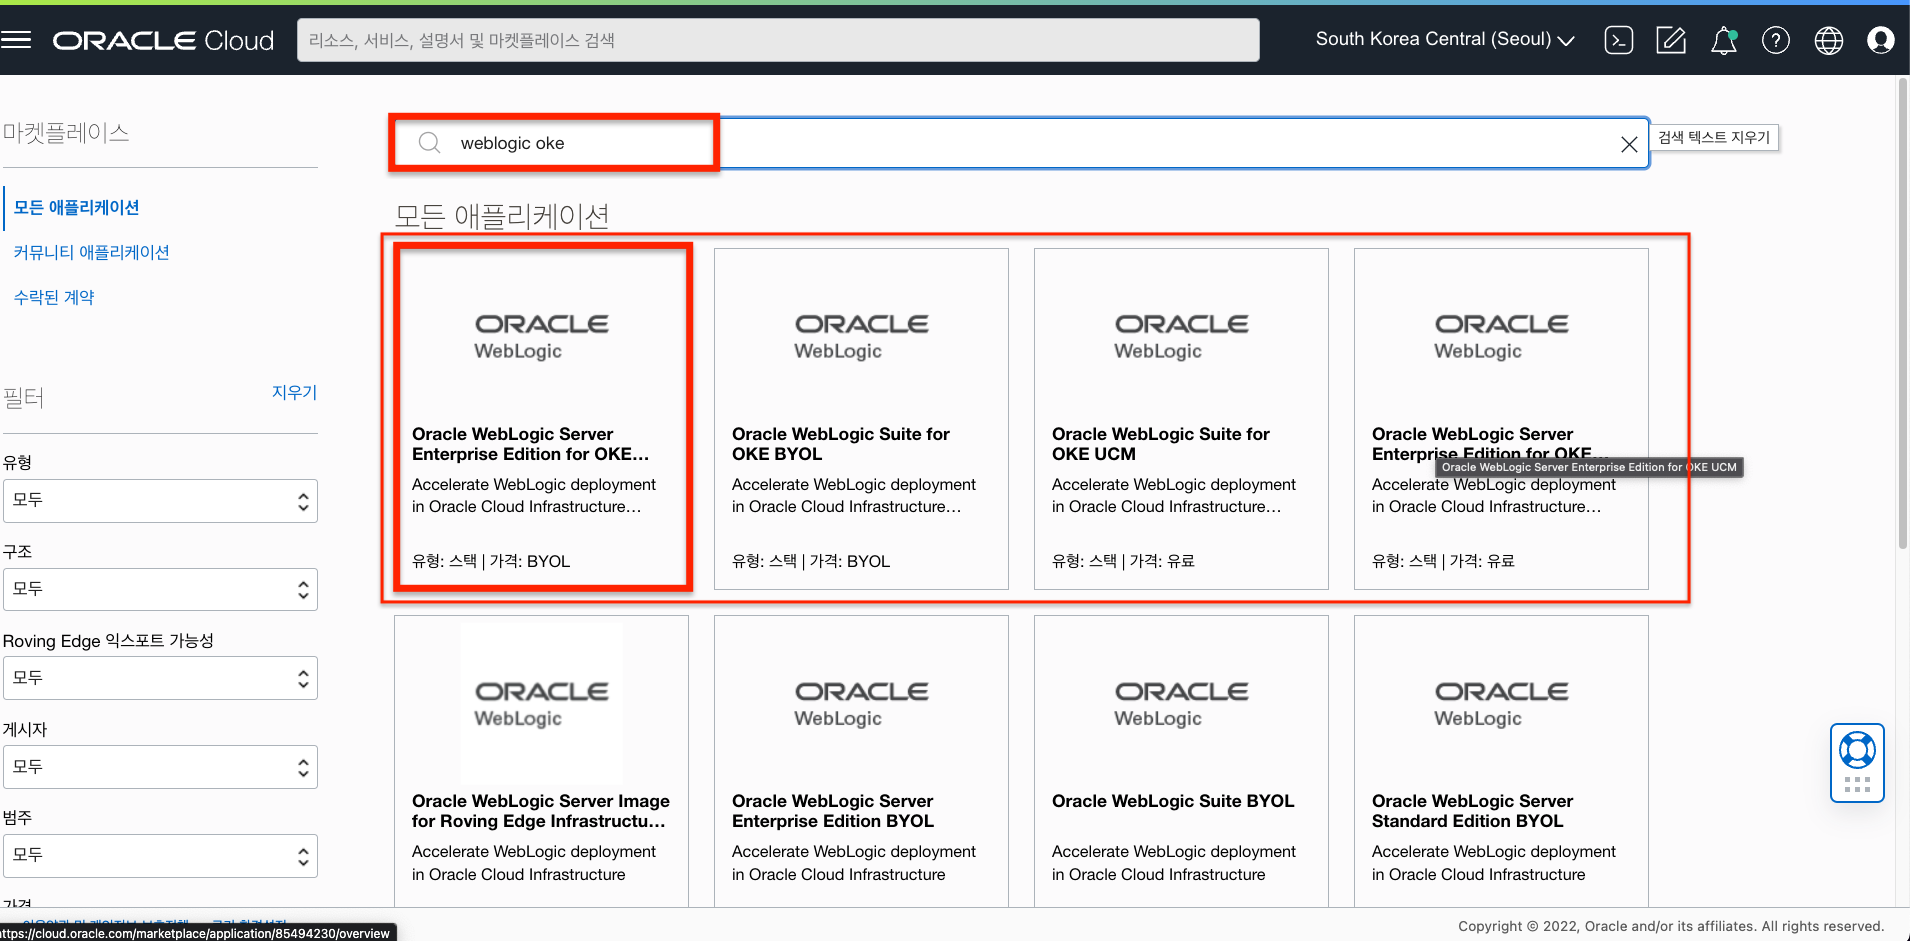 ORACLE Cloud
리소스, 서비스, 설명서 및 마켓플레이스 검색
South Korea Central (Seoul)
마켓플레이스
모든 애플리케이션
커뮤니티 애플리케이션
수락된 계약
필터
지우기
유형
모두
구조
모두
Roving Edge 익스포트 가능성
모두
게시자
모두
범주
모두
가격
weblogic oke
검색 텍스트 지우기
모든 애플리케이션
ORACLE
WebLogic
Oracle WebLogic Server
Enterprise Edition for OKE...
Accelerate WebLogic deployment
in Oracle Cloud Infrastructure...
유형: 스택 | 가격: BYOL
ORACLE
WebLogic
Oracle WebLogic Suite for
OKE BYOL
Accelerate WebLogic deployment
in Oracle Cloud Infrastructure...
유형: 스택 | 가격: BYOL
ORACLE
WebLogic
Oracle WebLogic Suite for
OKE UCM
Accelerate WebLogic deployment
in Oracle Cloud Infrastructure...
유형: 스택 | 가격: 유료
ORACLE
WebLogic
Oracle WebLogic Server
Enterprise Edition for OKE...
Oracle WebLogic Server Enterprise Edition for OKE UCM
Accelerate WebLogic deployment
in Oracle Cloud Infrastructure...
유형: 스택 | 가격: 유료
ORACLE
WebLogic
Oracle WebLogic Server Image
for Roving Edge Infrastructu...
Accelerate WebLogic deployment
in Oracle Cloud Infrastructure
ORACLE
WebLogic
Oracle WebLogic Server
Enterprise Edition BYOL
Accelerate WebLogic deployment
in Oracle Cloud Infrastructure
ORACLE
WebLogic
Oracle WebLogic Suite BYOL
Accelerate WebLogic deployment
in Oracle Cloud Infrastructure
ORACLE
WebLogic
Oracle WebLogic Server
Standard Edition BYOL
Accelerate WebLogic deployment
in Oracle Cloud Infrastructure
https://cloud.oracle.com/marketplace/application/85494230/overview
Copyright © 2022, Oracle and/or its affiliates. All rights reserved.